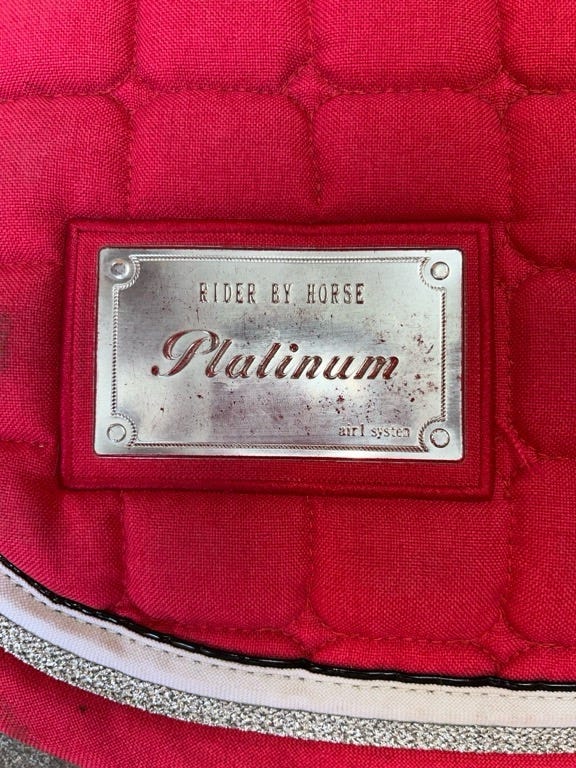 RIDER BY HORSE
Platinum
air1 system